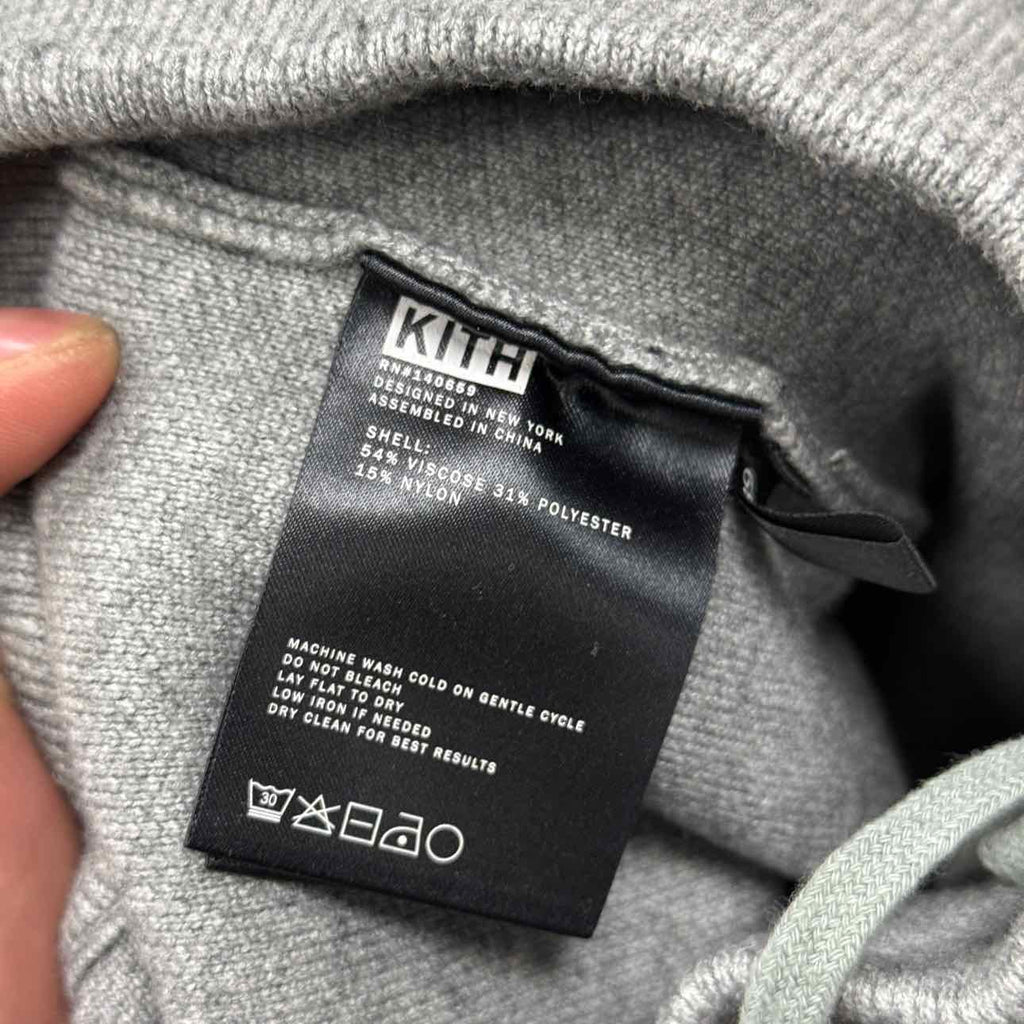 KITH
RN#140659
DESIGNED IN NEW YORK
ASSEMBLED IN CHINA
SHELL:
54% VISCOSE 31% POLYESTER
15% NYLON
MACHINE WASH COLD ON GENTLE CYCLE
DO NOT BLEACH
LAY FLAT TO DRY
LOW IRON IF NEEDED
DRY CLEAN FOR BEST RESULTS
30